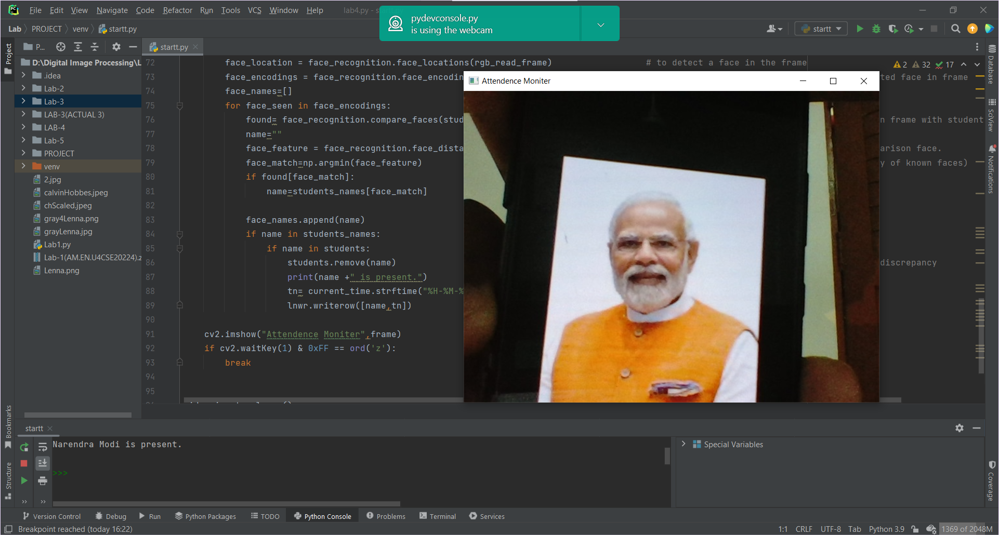 File Edit View Navigate Code Refactor Run Tools VCS Window Help lab4.py - startt.py
pydevconsole.py
is using the webcam
Lab PROJECT venv startt.py
startt
P... startt.py
Project
D:\Digital Image Processing\L
.idea
Lab-2
Lab-3
LAB-3(ACTUAL 3)
LAB-4
Lab-5
PROJECT
venv
2.jpg
calvinHobbes.jpeg
chScaled.jpeg
gray4Lenna.png
grayLenna.jpg
Lab1.py
Lab-1(AM.EN.U4CSE20224).z
Lenna.png
2 32 17
72 face_location = face_recognition.face_locations(rgb_read_frame) # to detect a face in the frame
73 face_encodings = face_recognition.face_encodin ted face in frame
74 face_names=[]
75 for face_seen in face_encodings:
76 found= face_recognition.compare_faces(stud n frame with student
77 name=""
78 face_feature = face_recognition.face_dista arison face.
79 face_match=np.argmin(face_feature) y of known faces)
80 if found[face_match]:
81 name=students_names[face_match]
82
83 face_names.append(name)
84 if name in students_names:
85 if name in students:
86 students.remove(name) discrepancy
87 print(name +" is present.")
88 tn= current_time.strftime("%H-%M-%
89 lnwr.writerow([name,tn])
90
91 cv2.imshow("Attendence Moniter",frame)
92 if cv2.waitKey(1) & 0xFF == ord('z'):
93 break
94
95
Attendence Moniter
Database
SciView
Notifications
Coverage
Bookmarks
Structure
startt
Narendra Modi is present.
>>>
Special Variables
Version Control Debug Run Python Packages TODO Python Console Problems Terminal Services
Breakpoint reached (today 16:22) 1:1 CRLF UTF-8 Tab Python 3.9 1369 of 2048M